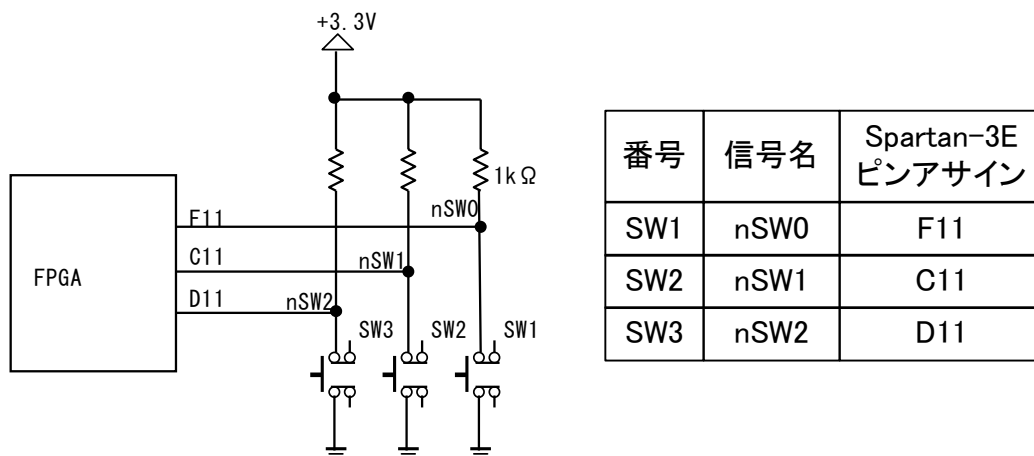 +3.3V
1kΩ
nSW0
F11
C11
nSW1
FPGA
D11
nSW2
SW3
SW2
SW1
番号
信号名
Spartan-3E
ピンアサイン
SW1
nSW0
F11
SW2
nSW1
C11
SW3
nSW2
D11